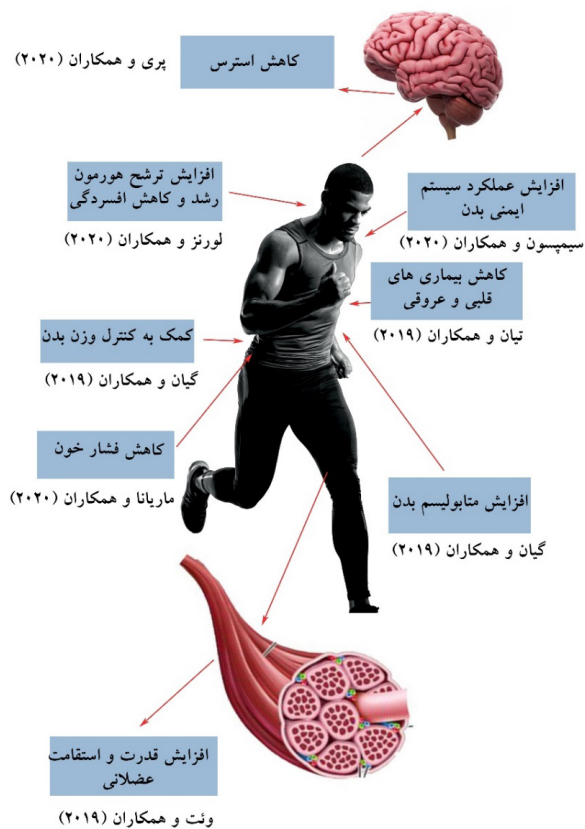 کاهش استرس
پری و همکاران (۲۰۲۰)
افزایش عملکرد سیستم
ایمنی بدن
سیمپسون و همکاران (۲۰۲۰)
افزایش ترشح هورمون
رشد و کاهش افسردگی
لورنز و همکاران (۲۰۲۰)
کاهش بیماری های
قلبی و عروقی
تیان و همکاران (۲۰۱۹)
کمک به کنترل وزن بدن
گیان و همکاران (۲۰۱۹)
کاهش فشار خون
ماریانا و همکاران (۲۰۲۰)
افزایش متابولیسم بدن
گیان و همکاران (۲۰۱۹)
افزایش قدرت و استقامت
عضلانی
وئت و همکاران (۲۰۱۹)